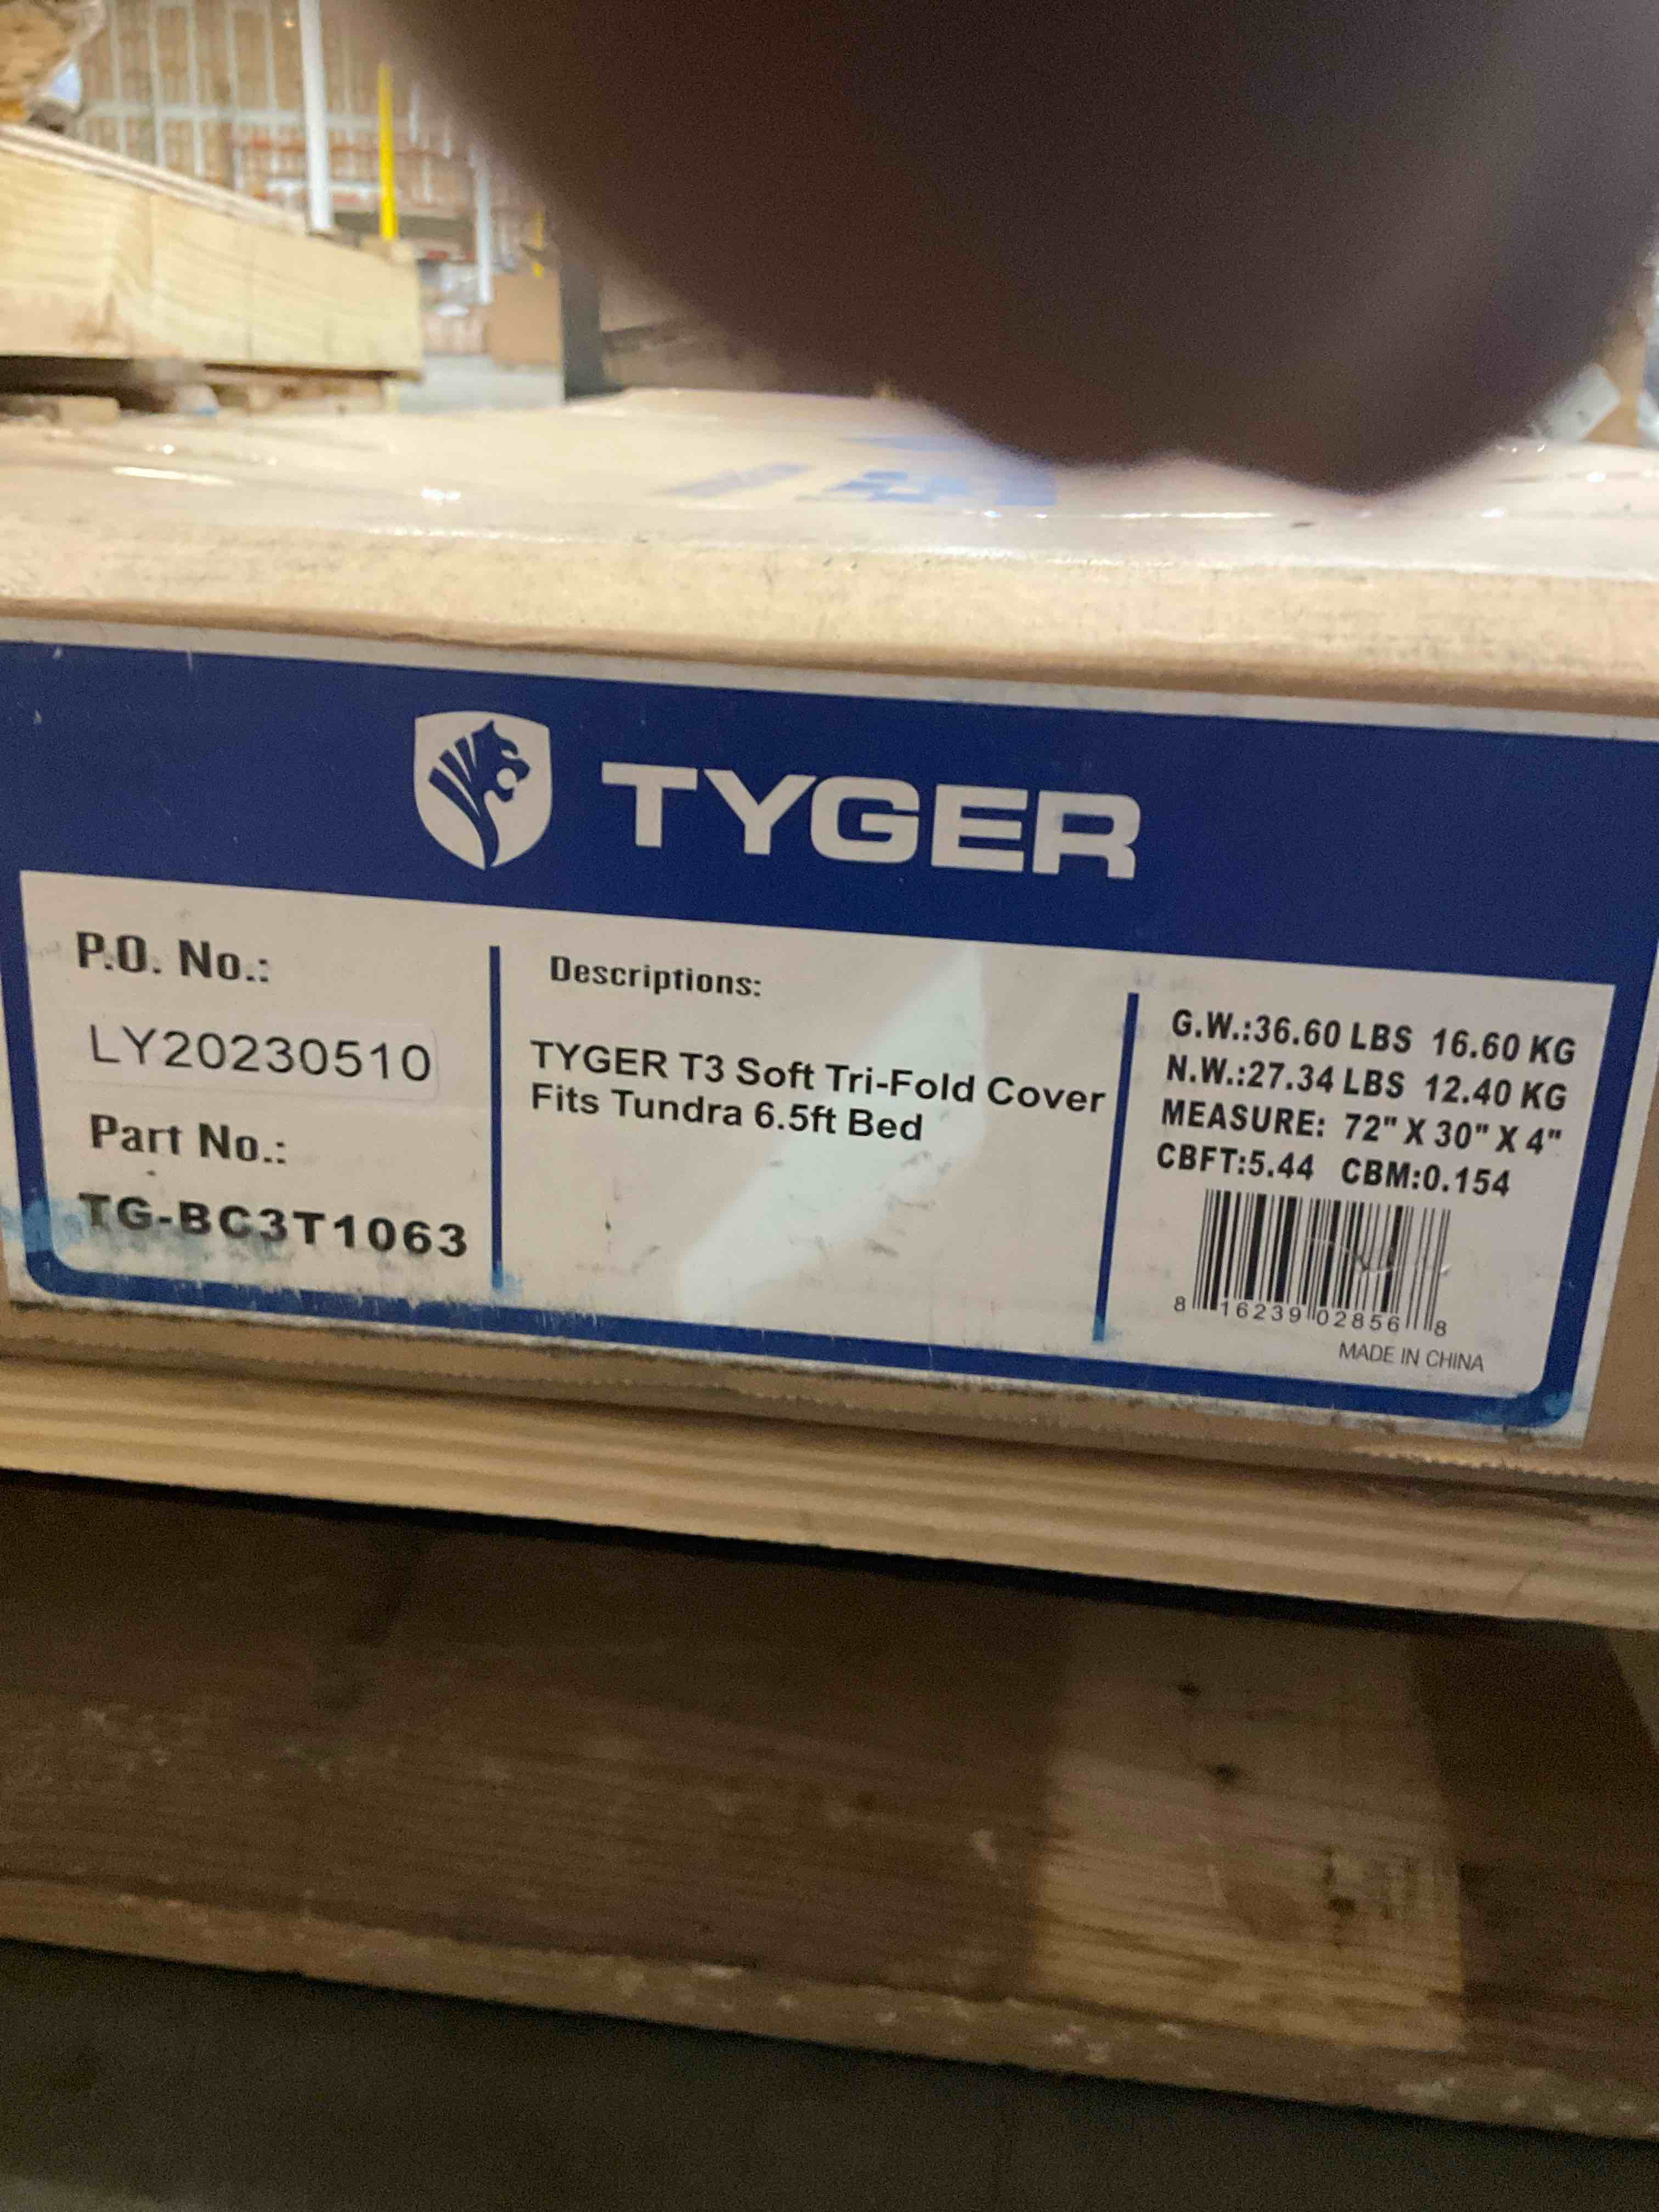 TYGER
P.O. No.:
LY20230510
Part No.:
TG-BC3T1063
Descriptions:
TYGER T3 Soft Tri-Fold Cover
Fits Tundra 6.5ft Bed
G.W.:36.60 LBS 16.60 KG
N.W.:27.34 LBS 12.40 KG
MEASURE: 72" X 30" X 4"
CBFT:5.44 CBM:0.154
8 16239 02856 8
MADE IN CHINA